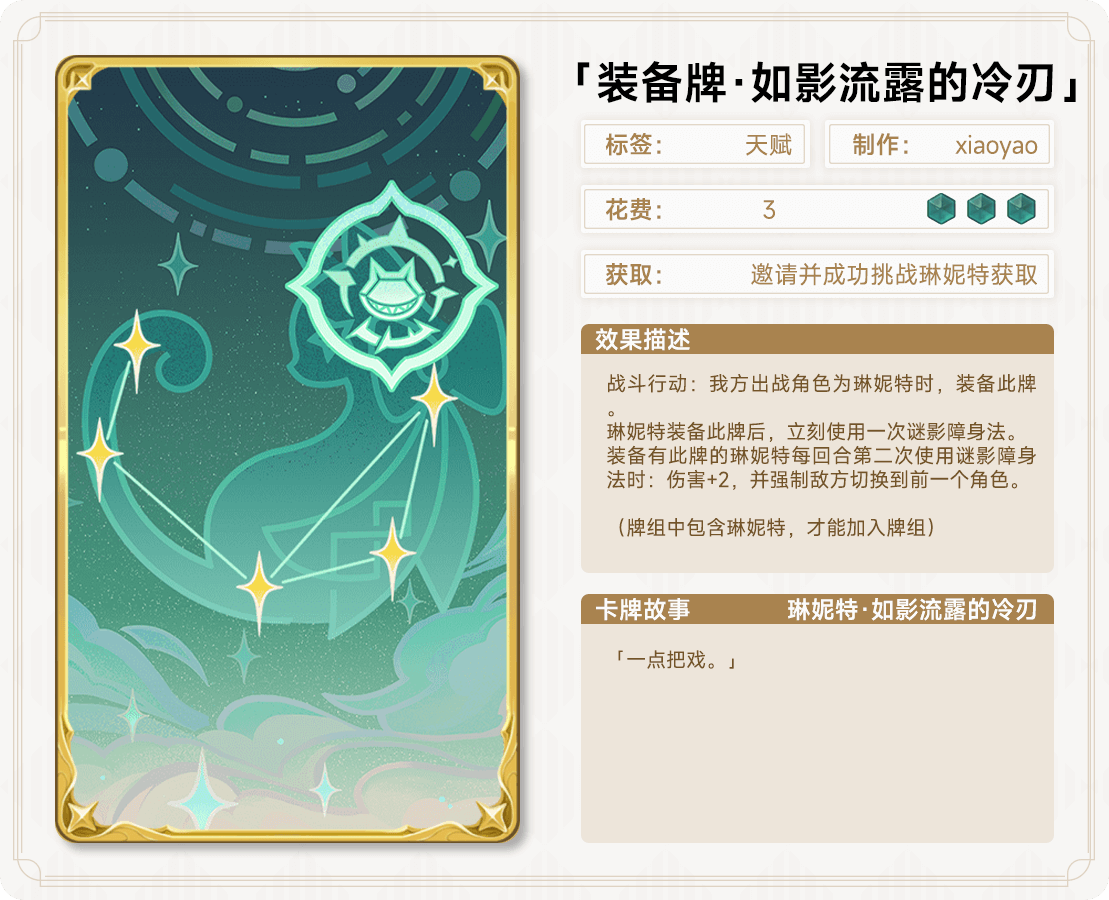 「装备牌·如影流露的冷刃」
标签： 天赋 制作： xiaoyao
花费： 3
获取： 邀请并成功挑战琳妮特获取
效果描述
战斗行动：我方出战角色为琳妮特时，装备此牌
。
琳妮特装备此牌后，立刻使用一次谜影障身法。
装备有此牌的琳妮特每回合第二次使用谜影障身
法时：伤害+2，并强制敌方切换到前一个角色。
（牌组中包含琳妮特，才能加入牌组）
卡牌故事 琳妮特·如影流露的冷刃
「一点把戏。」